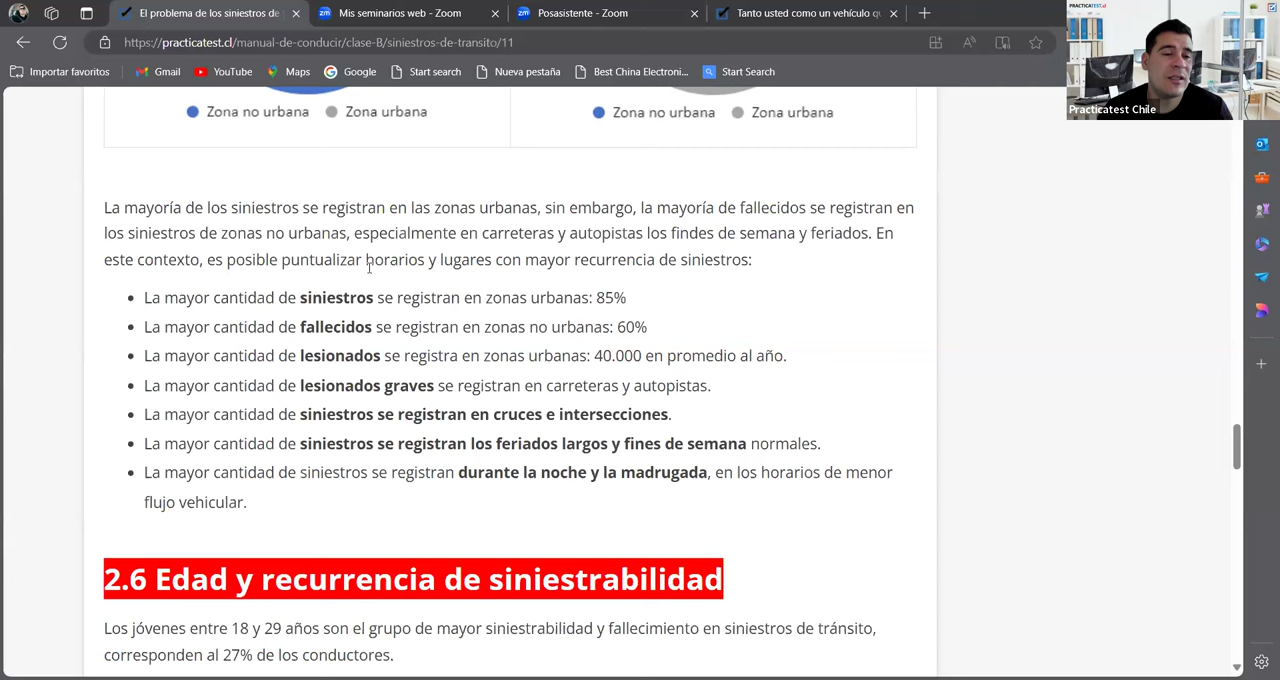 El problema de los siniestros de
Mis seminarios web - Zoom
Posasistente - Zoom
Tanto usted como un vehículo qu
https://practicatest.cl/manual-de-conducir/clase-B/siniestros-de-transito/11
Importar favoritos
Gmail
YouTube
Maps
Google
Start search
Nueva pestaña
Best China Electroni...
Start Search
PRACTICATEST.cl
Practicatest Chile
Zona no urbana
Zona urbana
Zona no urbana
Zona urbana
La mayoría de los siniestros se registran en las zonas urbanas, sin embargo, la mayoría de fallecidos se registran en
los siniestros de zonas no urbanas, especialmente en carreteras y autopistas los findes de semana y feriados. En
este contexto, es posible puntualizar horarios y lugares con mayor recurrencia de siniestros:
• La mayor cantidad de siniestros se registran en zonas urbanas: 85%
• La mayor cantidad de fallecidos se registran en zonas no urbanas: 60%
• La mayor cantidad de lesionados se registra en zonas urbanas: 40.000 en promedio al año.
• La mayor cantidad de lesionados graves se registran en carreteras y autopistas.
• La mayor cantidad de siniestros se registran en cruces e intersecciones.
• La mayor cantidad de siniestros se registran los feriados largos y fines de semana normales.
• La mayor cantidad de siniestros se registran durante la noche y la madrugada, en los horarios de menor
flujo vehicular.
2.6 Edad y recurrencia de siniestrabilidad
Los jóvenes entre 18 y 29 años son el grupo de mayor siniestrabilidad y fallecimiento en siniestros de tránsito,
corresponden al 27% de los conductores.